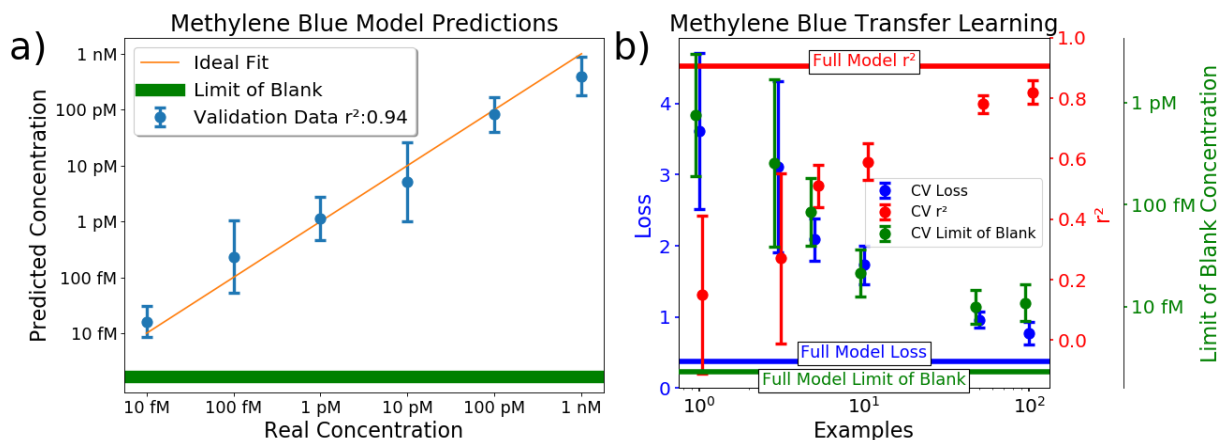 a)
Methylene Blue Model Predictions
Predicted Concentration
1 nM
100 pM
10 pM
1 pM
100 fM
10 fM
Ideal Fit
Limit of Blank
Validation Data r²:0.94
10 fM 100 fM 1 pM 10 pM 100 pM 1 nM
Real Concentration
b)
Methylene Blue Transfer Learning
Loss
4
3
2
1
0
Full Model r²
CV Loss
CV r²
CV Limit of Blank
Full Model Loss
Full Model Limit of Blank
10⁰ 10¹ 10²
Examples
1.0
0.8
0.6
0.4
0.2
0.0
r²
1 pM
100 fM
10 fM
Limit of Blank Concentration